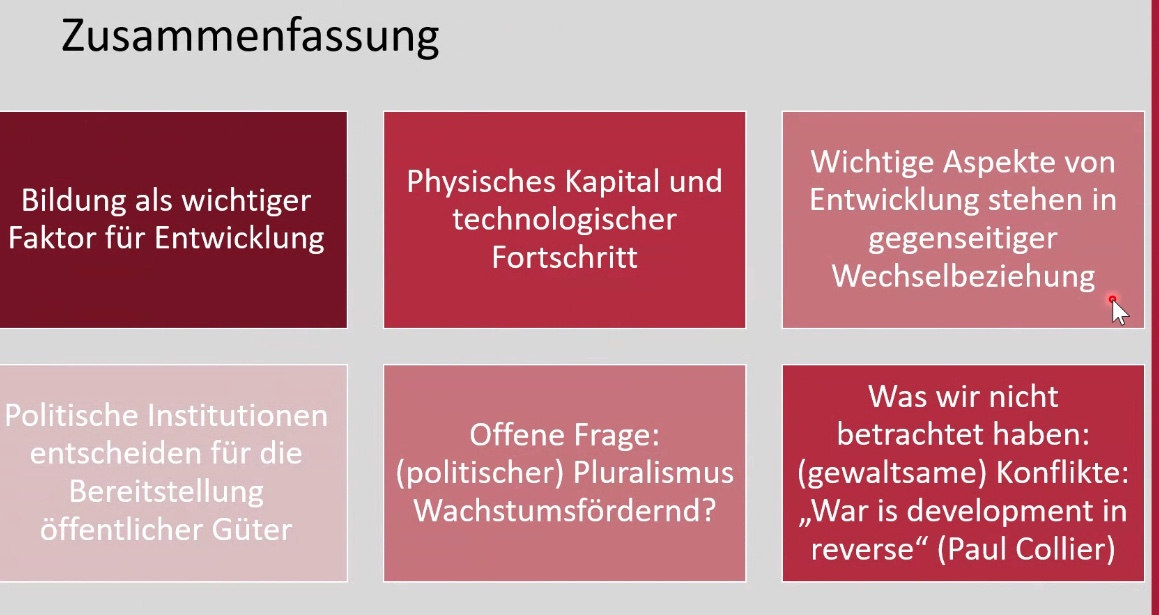 Zusammenfassung
Bildung als wichtiger
Faktor für Entwicklung
Physisches Kapital und
technologischer
Fortschritt
Wichtige Aspekte von
Entwicklung stehen in
gegenseitiger
Wechselbeziehung
Politische Institutionen
entscheiden für die
Bereitstellung
öffentlicher Güter
Offene Frage:
(politischer) Pluralismus
Wachstumsfördernd?
Was wir nicht
betrachtet haben:
(gewaltsame) Konflikte:
„War is development in
reverse“ (Paul Collier)